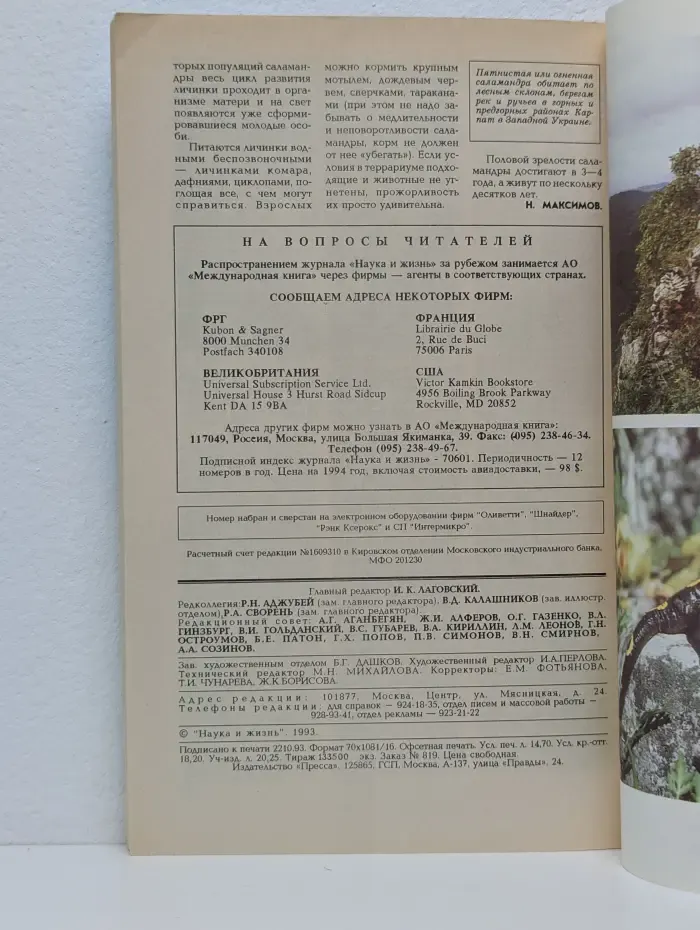 торых популяций саламан-
дры весь цикл развития
личинки проходит в орга-
низме матери и на свет
появляются уже сформи-
ровавшиеся молодые осо-
би.
Питаются личинки вод-
ными беспозвоночными
— личинками комара,
дафниями, циклопами, по-
глощая все, с чем могут
справиться. Взрослых
можно кормить крупным
мотылем, дождевым чер-
вем, сверчками, таракана-
ми (при этом не надо за-
бывать о медлительности
и неповоротливости сала-
мандры, корм не должен
от нее «убегать»). Если ус-
ловия в террариуме подхо-
дящие и животные не уг-
нетены, прожорливость
их просто удивительна.
Пятнистая или огненная
саламандра обитает по
лесным склонам, берегам
рек и ручьев в горных и
предгорных районах Кар-
пат в Западной Украине.
Половой зрелости сала-
мандры достигают в 3—4
года, а живут по нескольку
десятков лет.
Н. МАКСИМОВ.
НА ВОПРОСЫ ЧИТАТЕЛЕЙ
Распространением журнала «Наука и жизнь» за рубежом занимается АО
«Международная книга» через фирмы — агенты в соответствующих странах.
СООБЩАЕМ АДРЕСА НЕКОТОРЫХ ФИРМ:
ФРГ
Kubon & Sagner
8000 Munchen 34
Postfach 340108
ФРАНЦИЯ
Librairie du Globe
2, Rue de Buci
75006 Paris
ВЕЛИКОБРИТАНИЯ
Universal Subscription Service Ltd.
Universal House 3 Hurst Road Sidcup
Kent DA 15 9BA
США
Victor Kamkin Bookstore
4956 Boiling Brook Parkway
Rockville, MD 20852
Адреса других фирм можно узнать в АО «Международная книга»:
117049, Россия, Москва, улица Большая Якиманка, 39. Факс: (095) 238-46-34.
Телефон (095) 238-49-67.
Подписной индекс журнала «Наука и жизнь» - 70601. Периодичность — 12
номеров в год. Цена на 1994 год, включая стоимость авиадоставки, — 98 $.
Номер набран и сверстан на электронном оборудовании фирм "Оливетти", "Шнайдер",
"Рэнк Ксерокс" и СП "Интермикро".
Расчетный счет редакции №1609310 в Кировском отделении Московского индустриального банка,
МФО 201230
Главный редактор И. К. ЛАГОВСКИЙ.
Редколлегия:Р.Н. АДЖУБЕЙ (зам. главного редактора), В.Д. КАЛАШНИКОВ (зав. иллюстр.
отделом),Р.А. СВОРЕНЬ (зам. главного редактора).
Редакционный совет: А.Г. АГАНБЕГЯН, Ж.И. АЛФЕРОВ, О.Г. ГАЗЕНКО, В.Л.
ГИНЗБУРГ, В.И. ГОЛЬДАНСКИЙ, В.С. ГУБАРЕВ, В.А. КИРИЛЛИН, Л.М. ЛЕОНОВ, Г.Н.
ОСТРОУМОВ, Б.Е. ПАТОН, Г.Х. ПОПОВ, П.В. СИМОНОВ, В.Н. СМИРНОВ,
А.А. СОЗИНОВ.
Зав. художественным отделом Б.Г. ДАШКОВ. Художественный редактор И.А.ПЕРЛОВА.
Технический редактор М.Н. МИХАЙЛОВА. Корректоры: Е.М. ФОТЬЯНОВА,
Т.И. ЧУНАРЕВА, Ж.К.БОРИСОВА.
Адрес редакции: 101877, Москва, Центр, ул. Мясницкая, д. 24.
Телефоны редакции: для справок – 924-18-35, отдел писем и массовой работы –
928-93-41, отдел рекламы — 923-21-22
© "Наука и жизнь". 1993.
Подписано к печати 22.10.93. Формат 70x108 1/16. Офсетная печать. Усл. печ. л. 14,70. Усл. кр.-отт.
18,20. Уч-изд. л. 20,25. Тираж 133500 экз. Заказ № 819. Цена свободная.
Издательство «Пресса». 125865, ГСП, Москва, А-137, улица «Правды», 24.